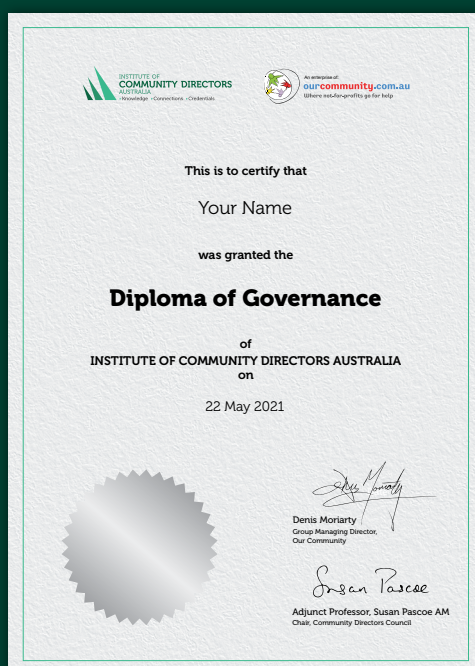 INSTITUTE OF
COMMUNITY DIRECTORS
AUSTRALIA
›Knowledge ›Connections ›Credentials
An enterprise of:
ourcommunity.com.au
Where not-for-profits go for help
This is to certify that
Your Name
was granted the
Diploma of Governance
of
INSTITUTE OF COMMUNITY DIRECTORS AUSTRALIA
on
22 May 2021
Denis Moriarty
Denis Moriarty
Group Managing Director,
Our Community
Susan Pascoe
Adjunct Professor, Susan Pascoe AM
Chair, Community Directors Council